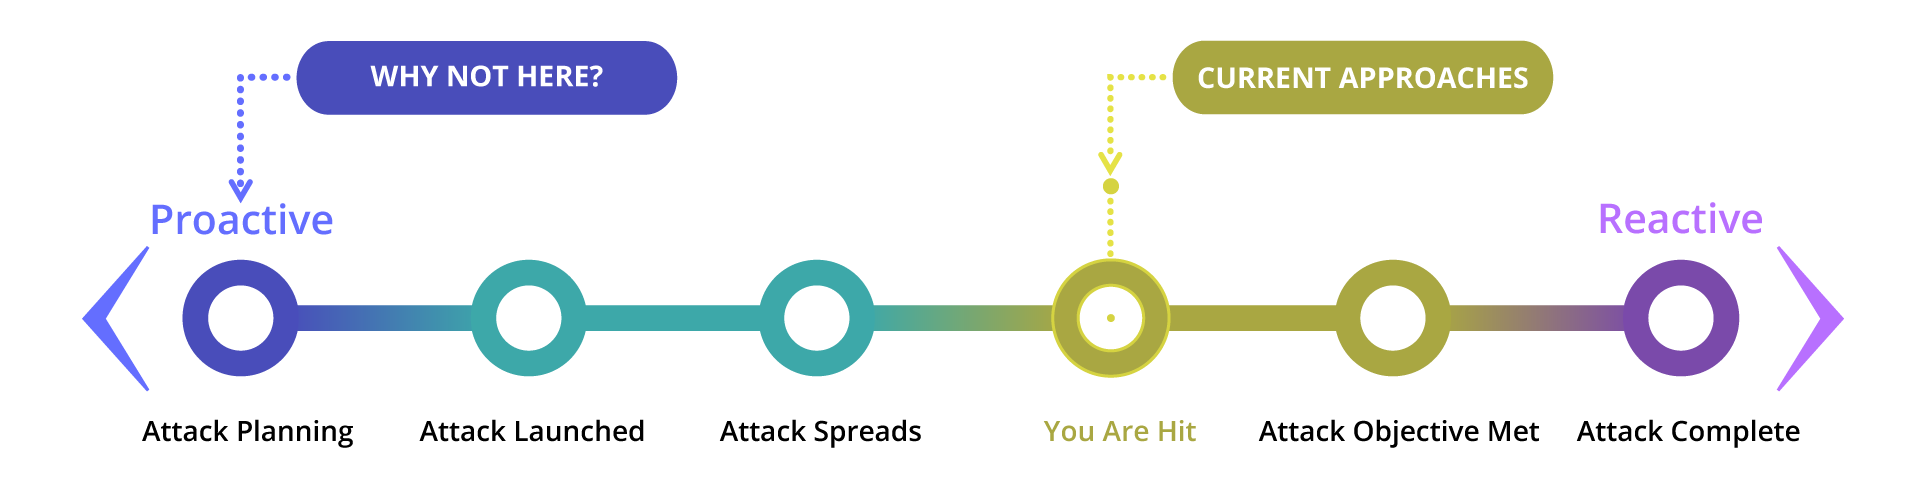 WHY NOT HERE?
CURRENT APPROACHES
Proactive
Reactive
Attack Planning
Attack Launched
Attack Spreads
You Are Hit
Attack Objective Met
Attack Complete